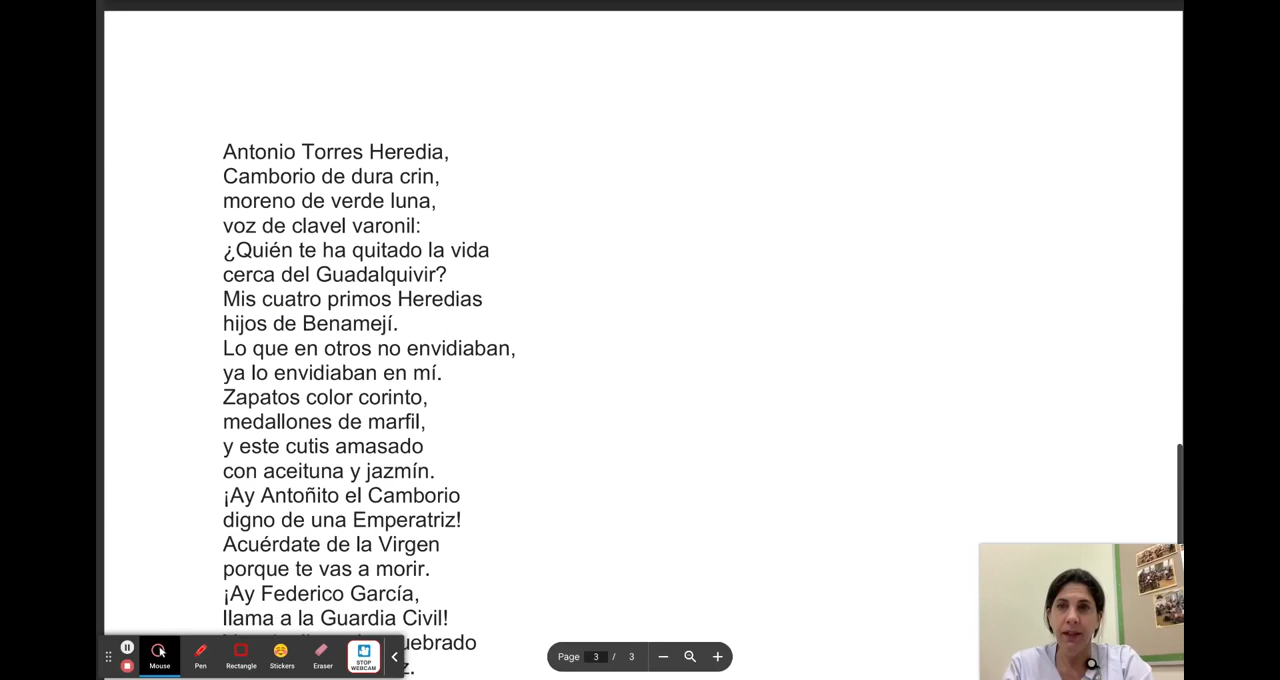 Antonio Torres Heredia,
Camborio de dura crin,
moreno de verde luna,
voz de clavel varonil:
¿Quién te ha quitado la vida
cerca del Guadalquivir?
Mis cuatro primos Heredias
hijos de Benamejí.
Lo que en otros no envidiaban,
ya lo envidiaban en mí.
Zapatos color corinto,
medallones de marfil,
y este cutis amasado
con aceituna y jazmín.
¡Ay Antoñito el Camborio
digno de una Emperatriz!
Acuérdate de la Virgen
porque te vas a morir.
¡Ay Federico García,
llama a la Guardia Civil!
Mouse
Pen
Rectangle
Stickers
Eraser
STOP
WEBCAM
Page 3 / 3